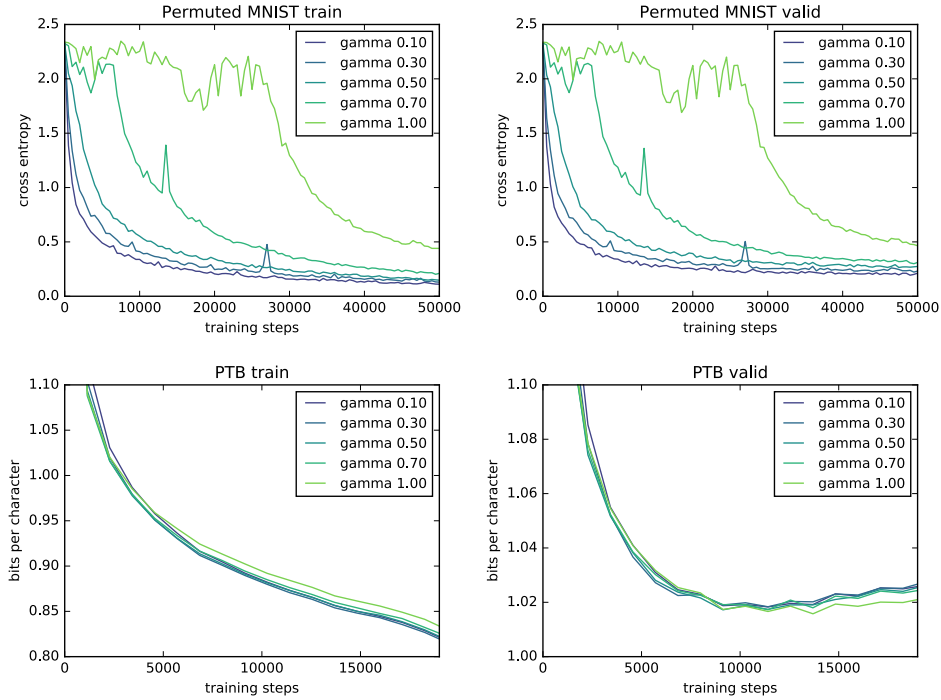 Permuted MNIST train
2.5
2.0
1.5
1.0
0.5
0.0
cross entropy
gamma 0.10
gamma 0.30
gamma 0.50
gamma 0.70
gamma 1.00
0 10000 20000 30000 40000 50000
training steps
Permuted MNIST valid
2.5
2.0
1.5
1.0
0.5
0.0
cross entropy
gamma 0.10
gamma 0.30
gamma 0.50
gamma 0.70
gamma 1.00
0 10000 20000 30000 40000 50000
training steps
PTB train
1.10
1.05
1.00
0.95
0.90
0.85
0.80
bits per character
gamma 0.10
gamma 0.30
gamma 0.50
gamma 0.70
gamma 1.00
0 5000 10000 15000
training steps
PTB valid
1.10
1.08
1.06
1.04
1.02
1.00
bits per character
gamma 0.10
gamma 0.30
gamma 0.50
gamma 0.70
gamma 1.00
0 5000 10000 15000
training steps